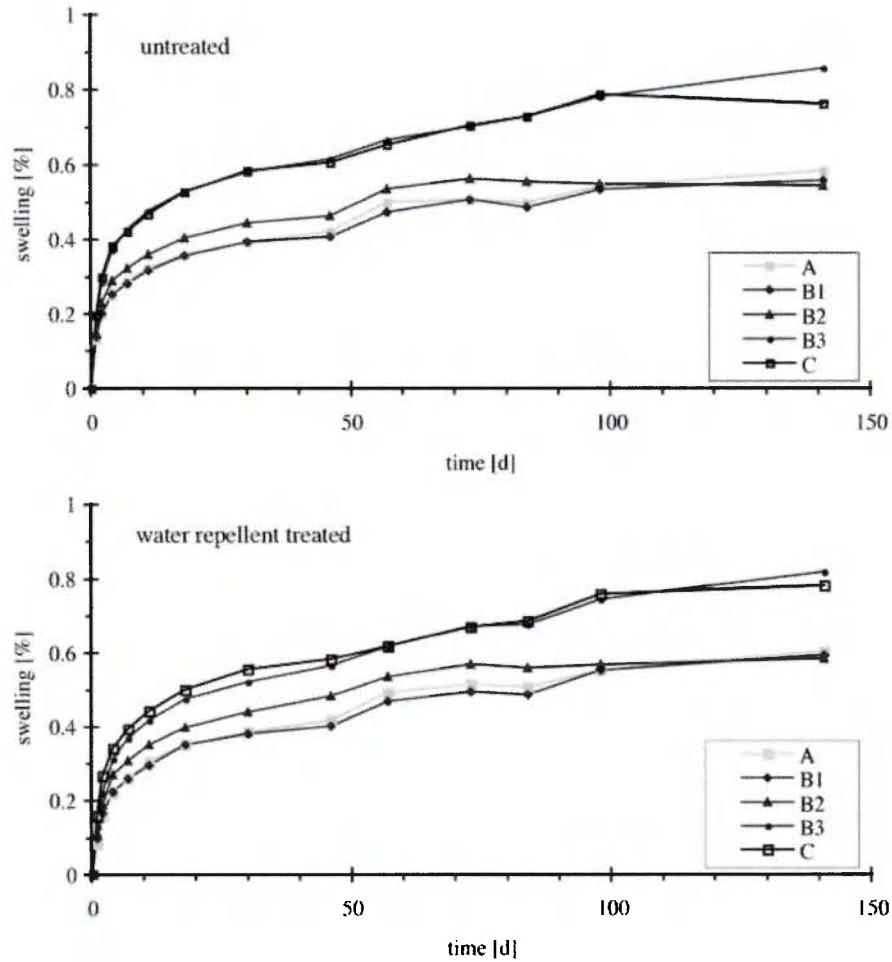 1
untreated
0.8
0.6
swelling [%]
0.4
0.2
0
A
B1
B2
B3
C
0
50
100
150
time [d]
1
water repellent treated
0.8
0.6
swelling [%]
0.4
0.2
0
A
B1
B2
B3
C
0
50
100
150
time [d]